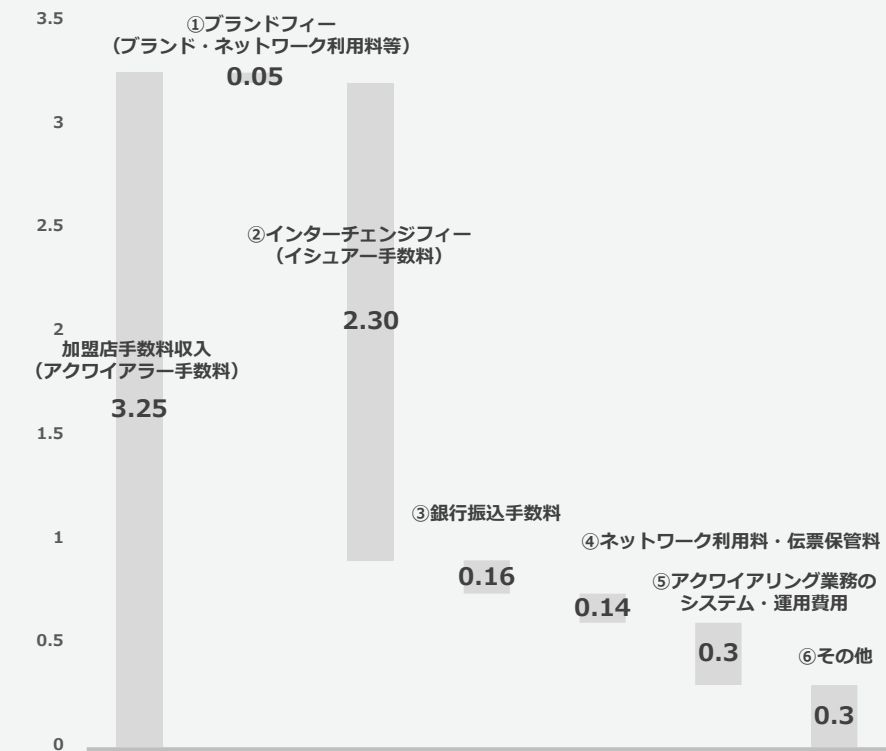 3.5
3
2.5
2
1.5
1
0.5
0
加盟店手数料収入
（アクワイアラー手数料）
3.25
①ブランドフィー
（ブランド・ネットワーク利用料等）
0.05
②インターチェンジフィー
（イシュアー手数料）
2.30
③銀行振込手数料
0.16
④ネットワーク利用料・伝票保管料
0.14
⑤アクワイアリング業務の
システム・運用費用
0.3
⑥その他
0.3